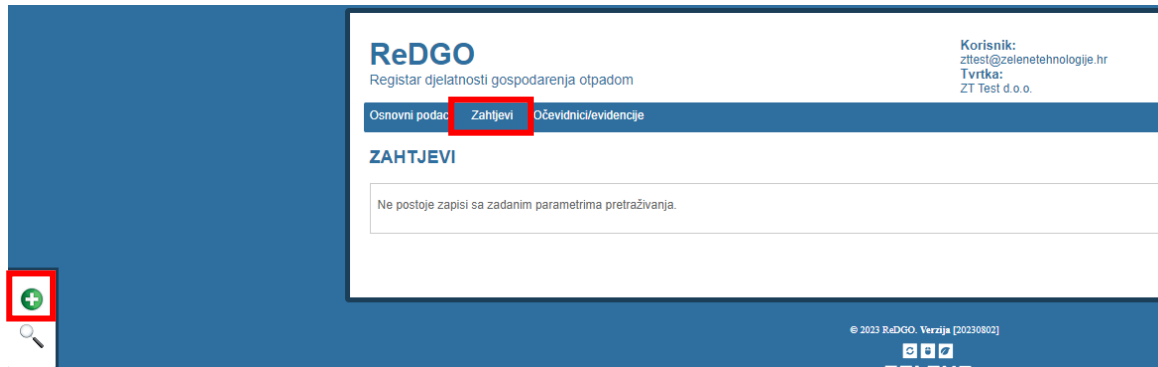 ReDGO
Registar djelatnosti gospodarenja otpadom
Korisnik:
zttest@zelenetehnologije.hr
Tvrtka:
ZT Test d.o.o.
Osnovni podac Zahtjevi Očevidnici/evidencije
ZAHTJEVI
Ne postoje zapisi sa zadanim parametrima pretraživanja.
© 2023 ReDGO. Verzija [20230802]